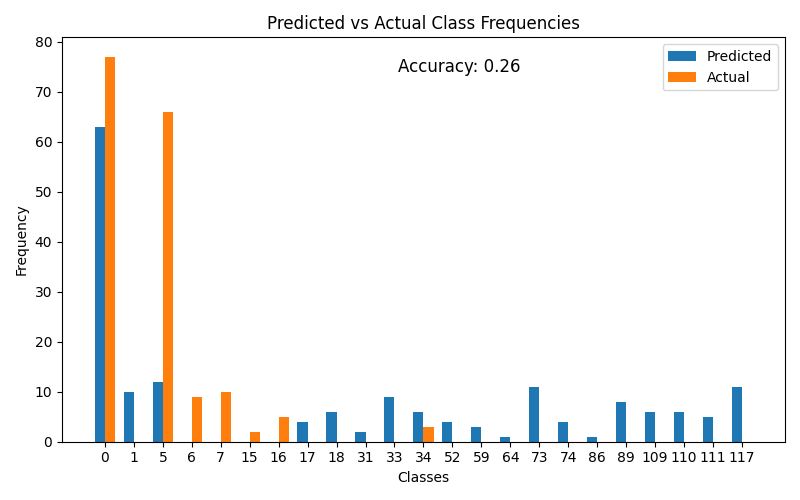 Predicted vs Actual Class Frequencies
Accuracy: 0.26
Predicted
Actual
80
70
60
50
40
30
20
10
0
Frequency
0 1 5 6 7 15 16 17 18 31 33 34 52 59 64 73 74 86 89 109 110 111 117
Classes